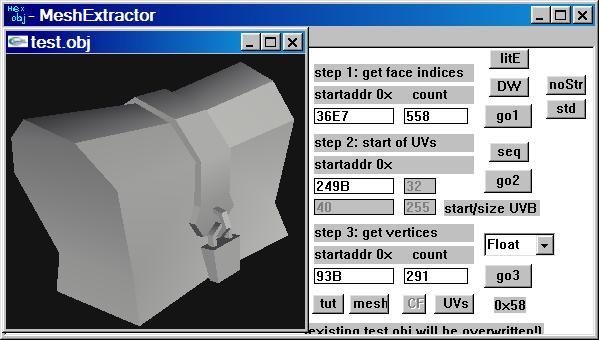 Hex
obj - MeshExtractor
test.obj
litE
step 1: get face indices
DW
noStr
startaddr 0x count
std
36E7 558
go1
step 2: start of UVs
seq
startaddr 0x
go2
249B 32
40 255 start/size UVB
step 3: get vertices
Float
startaddr 0x count
93B 291
go3
tut mesh CF UVs 0x58
existing test.obj will be overwritten!)